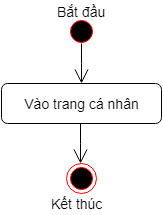 Bắt đầu
Vào trang cá nhân
Kết thúc